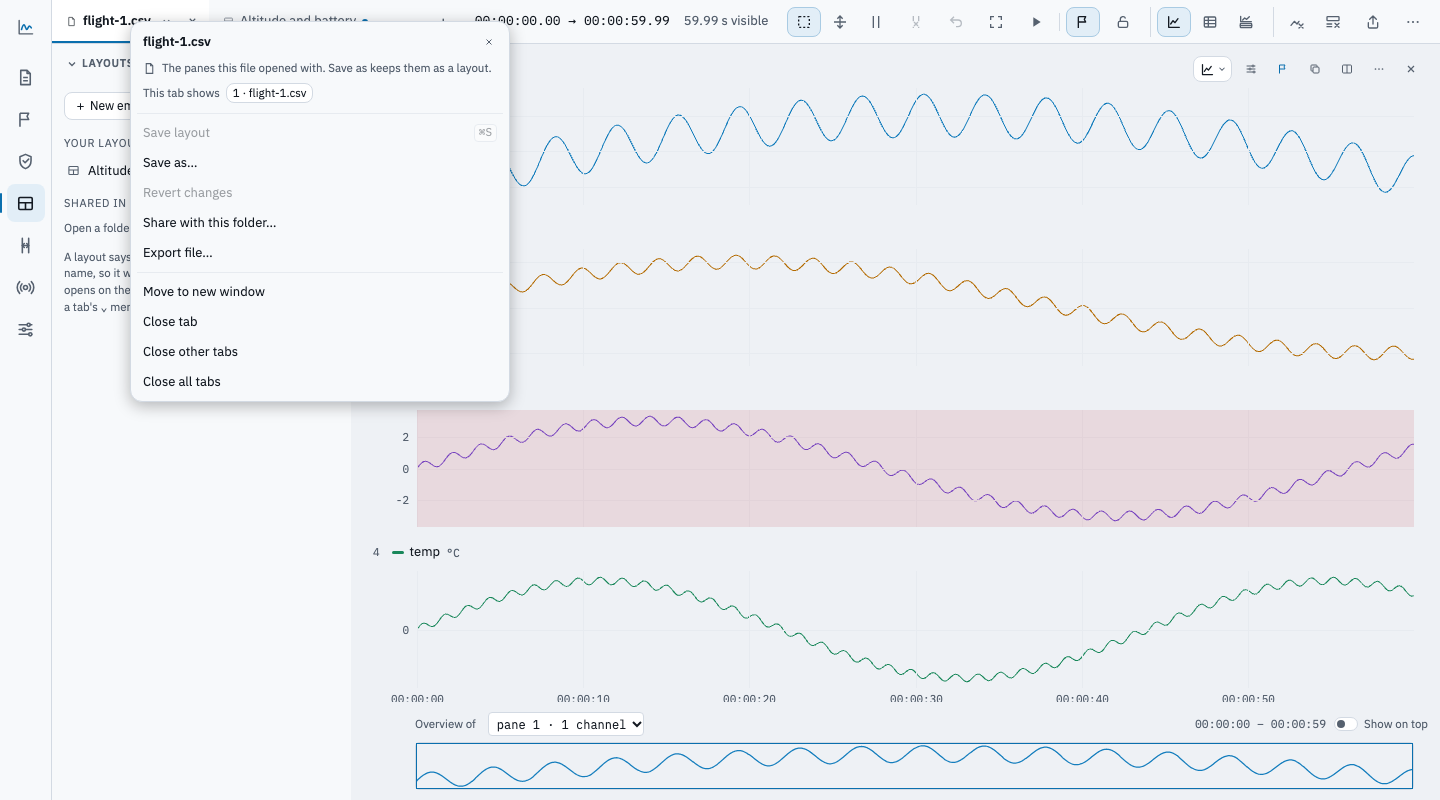 flight-1.csv
Altitude and battery
00:00:00.00 → 00:00:59.99 59.99 s visible
flight-1.csv
The panes this file opened with. Save as keeps them as a layout.
This tab shows 1 · flight-1.csv
Save layout ⌘S
Save as...
Revert changes
Share with this folder...
Export file...
Move to new window
Close tab
Close other tabs
Close all tabs
LAYOUTS
+ New em
YOUR LAYOU
Altitude
SHARED IN
Open a folde
A layout says
name, so it w
opens on the
a tab's ⌄ men
2
0
-2
4 temp °C
0
00:00:00 00:00:10 00:00:20 00:00:30 00:00:40 00:00:50
Overview of pane 1 · 1 channel 00:00:00 – 00:00:59 Show on top